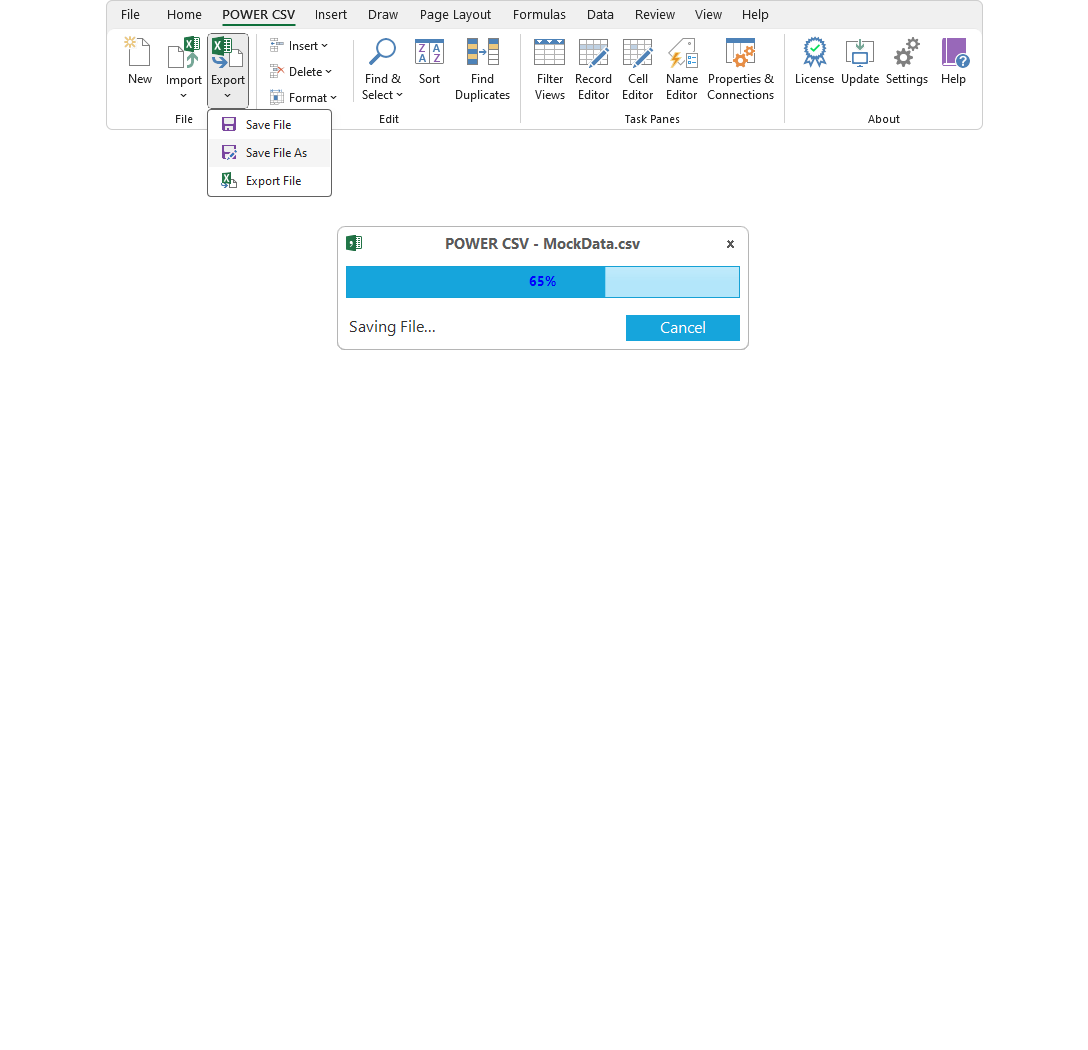 File Home POWER CSV Insert Draw Page Layout Formulas Data Review View Help
New Import Export
Insert
Delete
Format
Find & Select
Sort
Find Duplicates
Filter Views
Record Editor
Cell Editor
Name Editor
Properties & Connections
License Update Settings Help
File Edit Task Panes About
Save File
Save File As
Export File
POWER CSV - MockData.csv x
65%
Saving File... Cancel